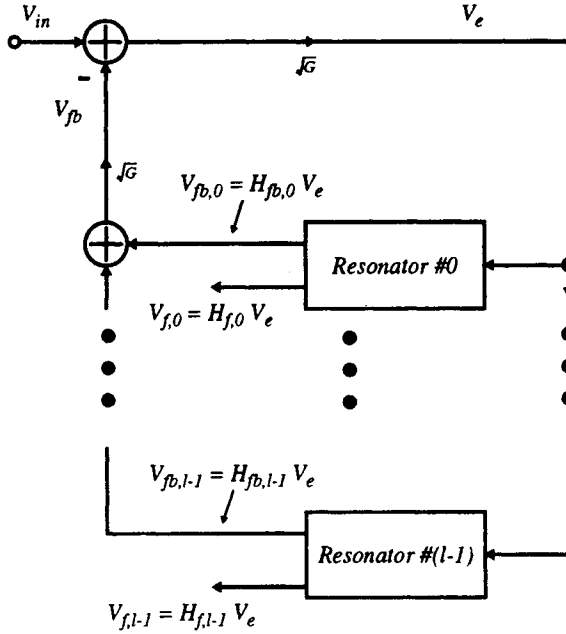 V_in
V_e
√G
−
V_fb
√G
V_fb,0 = H_fb,0 V_e
Resonator #0
V_f,0 = H_f,0 V_e
V_fb,l-1 = H_fb,l-1 V_e
Resonator #(l-1)
V_f,l-1 = H_f,l-1 V_e